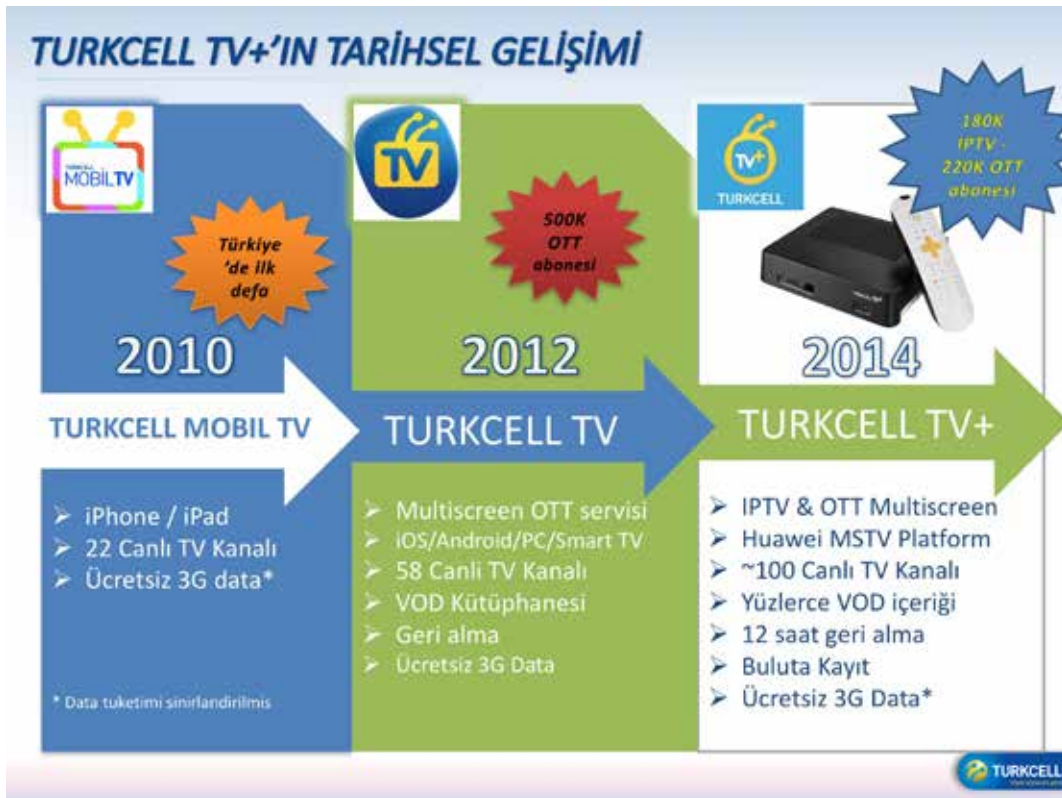 TURKCELL TV+'IN TARİHSEL GELİŞİMİ
TURKCELL
MOBİLTV
Türkiye
'de ilk
defa
2010
TURKCELL MOBIL TV
iPhone / iPad
22 Canlı TV Kanalı
Ücretsiz 3G data*
* Data tuketimi sinirlandirilmis
TV
500K
OTT
abonesi
2012
TURKCELL TV
Multiscreen OTT servisi
iOS/Android/PC/Smart TV
58 Canli TV Kanalı
VOD Kütüphanesi
Geri alma
Ücretsiz 3G Data
TV+
TURKCELL
180K
IPTV -
220K OTT
abonesi
2014
TURKCELL TV+
IPTV & OTT Multiscreen
Huawei MSTV Platform
~100 Canlı TV Kanalı
Yüzlerce VOD içeriği
12 saat geri alma
Buluta Kayıt
Ücretsiz 3G Data*
TURKCELL